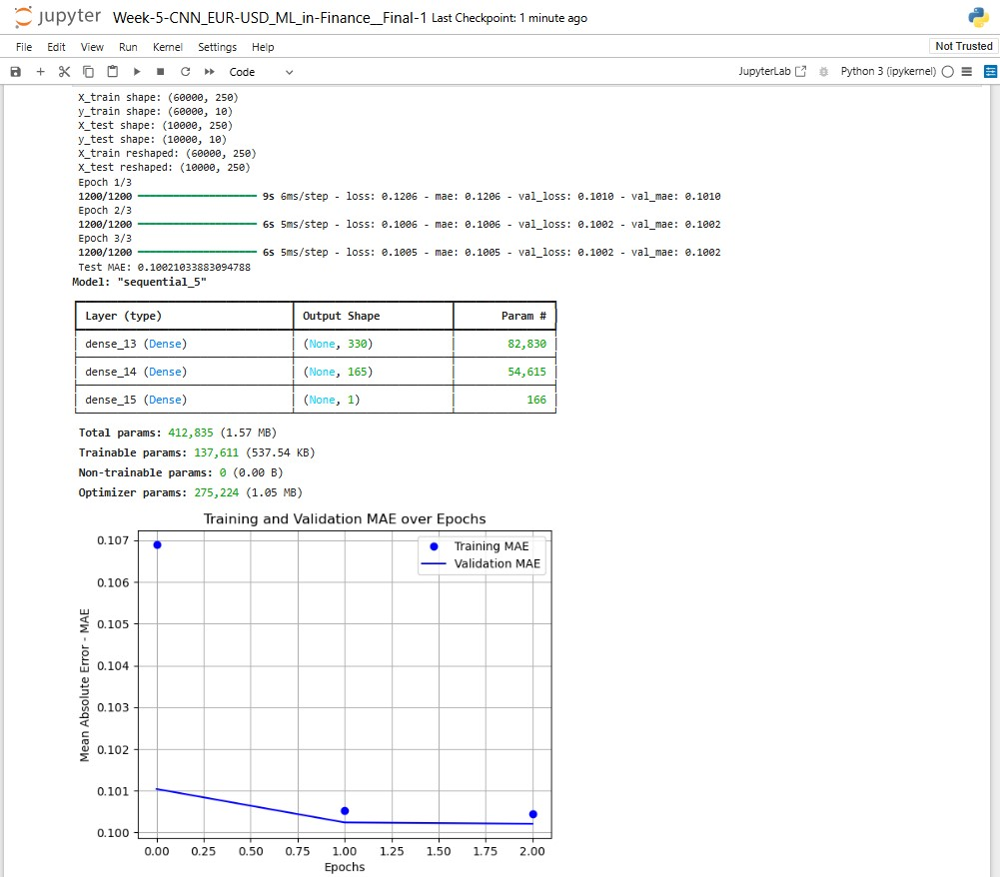 jupyter Week-5-CNN_EUR-USD_ML_in-Finance__Final-1 Last Checkpoint: 1 minute ago
File Edit View Run Kernel Settings Help Not Trusted
Code JupyterLab Python 3 (ipykernel)
X_train shape: (60000, 250)
y_train shape: (60000, 10)
X_test shape: (10000, 250)
y_test shape: (10000, 10)
X_train reshaped: (60000, 250)
X_test reshaped: (10000, 250)
Epoch 1/3
1200/1200 9s 6ms/step - loss: 0.1206 - mae: 0.1206 - val_loss: 0.1010 - val_mae: 0.1010
Epoch 2/3
1200/1200 6s 5ms/step - loss: 0.1006 - mae: 0.1006 - val_loss: 0.1002 - val_mae: 0.1002
Epoch 3/3
1200/1200 6s 5ms/step - loss: 0.1005 - mae: 0.1005 - val_loss: 0.1002 - val_mae: 0.1002
Test MAE: 0.10021033883094788
Model: "sequential_5"
Layer (type) Output Shape Param #
dense_13 (Dense) (None, 330) 82,830
dense_14 (Dense) (None, 165) 54,615
dense_15 (Dense) (None, 1) 166
Total params: 412,835 (1.57 MB)
Trainable params: 137,611 (537.54 KB)
Non-trainable params: 0 (0.00 B)
Optimizer params: 275,224 (1.05 MB)
Training and Validation MAE over Epochs
Training MAE
Validation MAE
Mean Absolute Error - MAE
0.107
0.106
0.105
0.104
0.103
0.102
0.101
0.100
0.00 0.25 0.50 0.75 1.00 1.25 1.50 1.75 2.00
Epochs